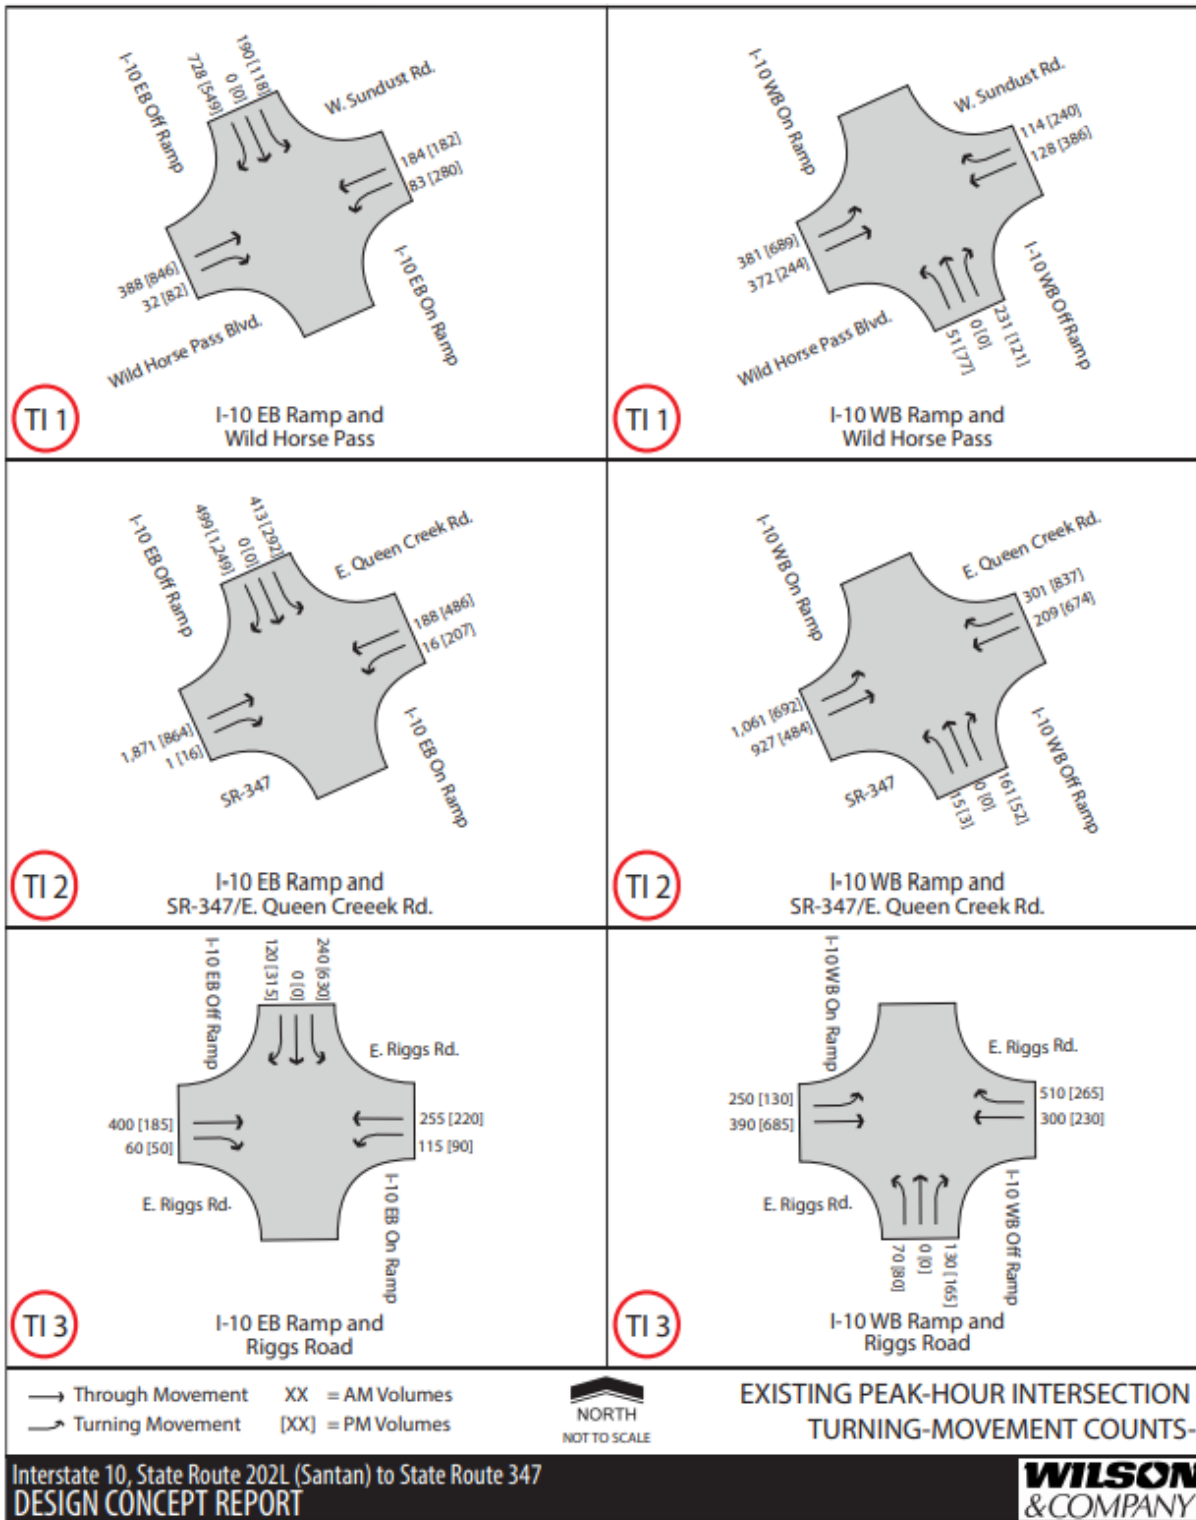 I-10 EB Off Ramp
728 [549]
0 [0]
190 [118]
W. Sundust Rd.
184 [182]
83 [280]
388 [846]
32 [82]
I-10 EB On Ramp
Wild Horse Pass Blvd.
TI 1
I-10 EB Ramp and
Wild Horse Pass
I-10 WB On Ramp
W. Sundust Rd.
114 [240]
128 [386]
381 [689]
372 [244]
I-10 WB Off Ramp
Wild Horse Pass Blvd.
51 [77]
0 [0]
231 [121]
TI 1
I-10 WB Ramp and
Wild Horse Pass
I-10 EB Off Ramp
499 [1,249]
0 [0]
413 [292]
E. Queen Creek Rd.
188 [486]
16 [207]
1,871 [864]
1 [16]
I-10 EB On Ramp
SR-347
TI 2
I-10 EB Ramp and
SR-347/E. Queen Creeek Rd.
I-10 WB On Ramp
E. Queen Creek Rd.
301 [837]
209 [674]
1,061 [692]
927 [484]
I-10 WB Off Ramp
SR-347
15 [3]
0 [0]
161 [52]
TI 2
I-10 WB Ramp and
SR-347/E. Queen Creek Rd.
I-10 EB Off Ramp
120 [315]
0 [0]
240 [630]
E. Riggs Rd.
400 [185]
60 [50]
255 [220]
115 [90]
E. Riggs Rd.
I-10 EB On Ramp
TI 3
I-10 EB Ramp and
Riggs Road
I-10 WB On Ramp
E. Riggs Rd.
250 [130]
390 [685]
510 [265]
300 [230]
E. Riggs Rd.
I-10 WB Off Ramp
70 [80]
0 [0]
130 [165]
TI 3
I-10 WB Ramp and
Riggs Road
Through Movement
Turning Movement
XX = AM Volumes
[XX] = PM Volumes
NORTH
NOT TO SCALE
EXISTING PEAK-HOUR INTERSECTION
TURNING-MOVEMENT COUNTS-
Interstate 10, State Route 202L (Santan) to State Route 347
DESIGN CONCEPT REPORT
WILSON
&COMPANY